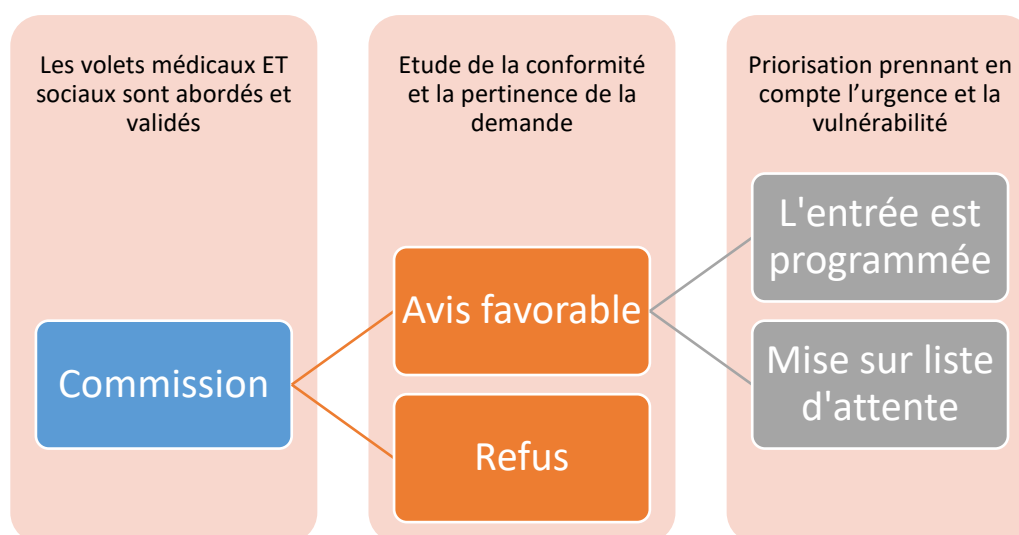 Les volets médicaux ET
sociaux sont abordés et
validés
Etude de la conformité
et la pertinence de la
demande
Priorisation prennant en
compte l’urgence et la
vulnérabilité
Commission
Avis favorable
Refus
L'entrée est
programmée
Mise sur liste
d'attente